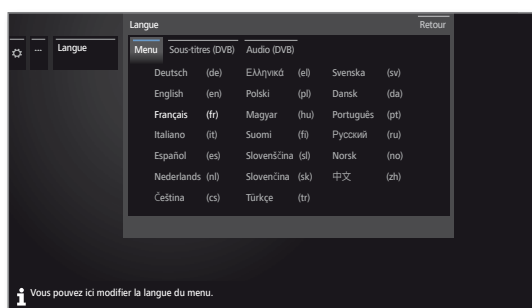 Langue
Retour
... Langue
Menu Sous-titres (DVB) Audio (DVB)
Deutsch (de) Ελληνικά (el) Svenska (sv)
English (en) Polski (pl) Dansk (da)
Français (fr) Magyar (hu) Português (pt)
Italiano (it) Suomi (fi) Русский (ru)
Español (es) Slovenščina (sl) Norsk (no)
Nederlands (nl) Slovenčina (sk) 中文 (zh)
Čeština (cs) Türkçe (tr)
Vous pouvez ici modifier la langue du menu.